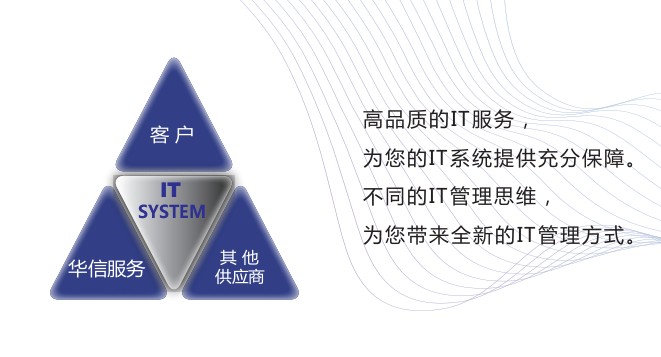 客户
IT
SYSTEM
华信服务
其他
供应商
高品质的IT服务，
为您的IT系统提供充分保障。
不同的IT管理思维，
为您带来全新的IT管理方式。